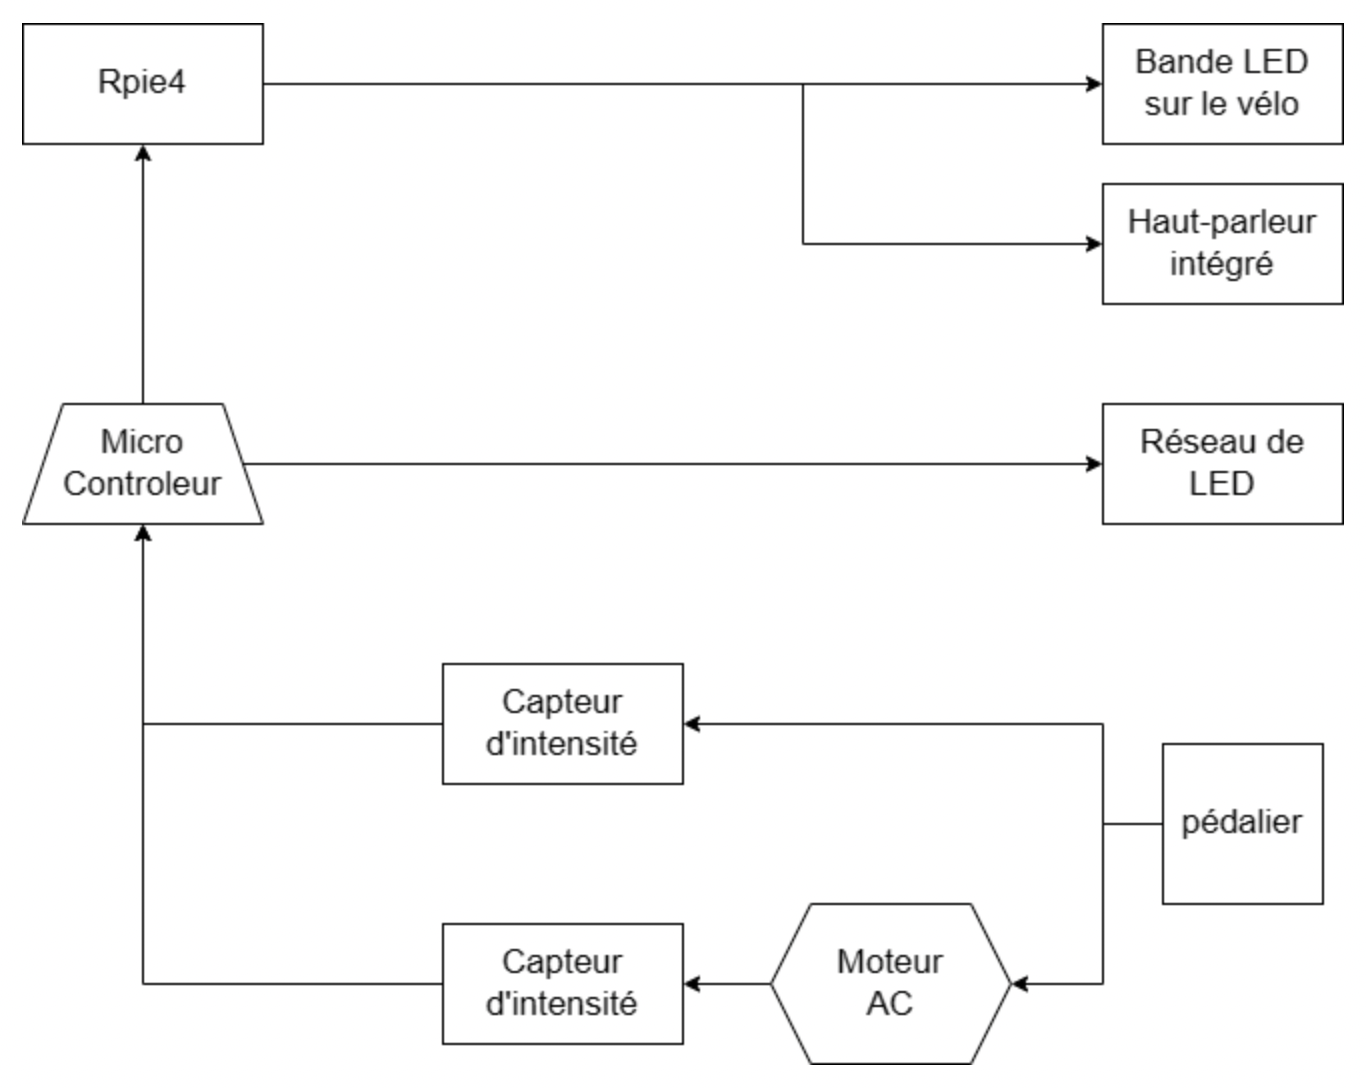 Rpie4
Bande LED
sur le vélo
Haut-parleur
intégré
Micro
Controleur
Réseau de
LED
Capteur
d'intensité
pédalier
Capteur
d'intensité
Moteur
AC